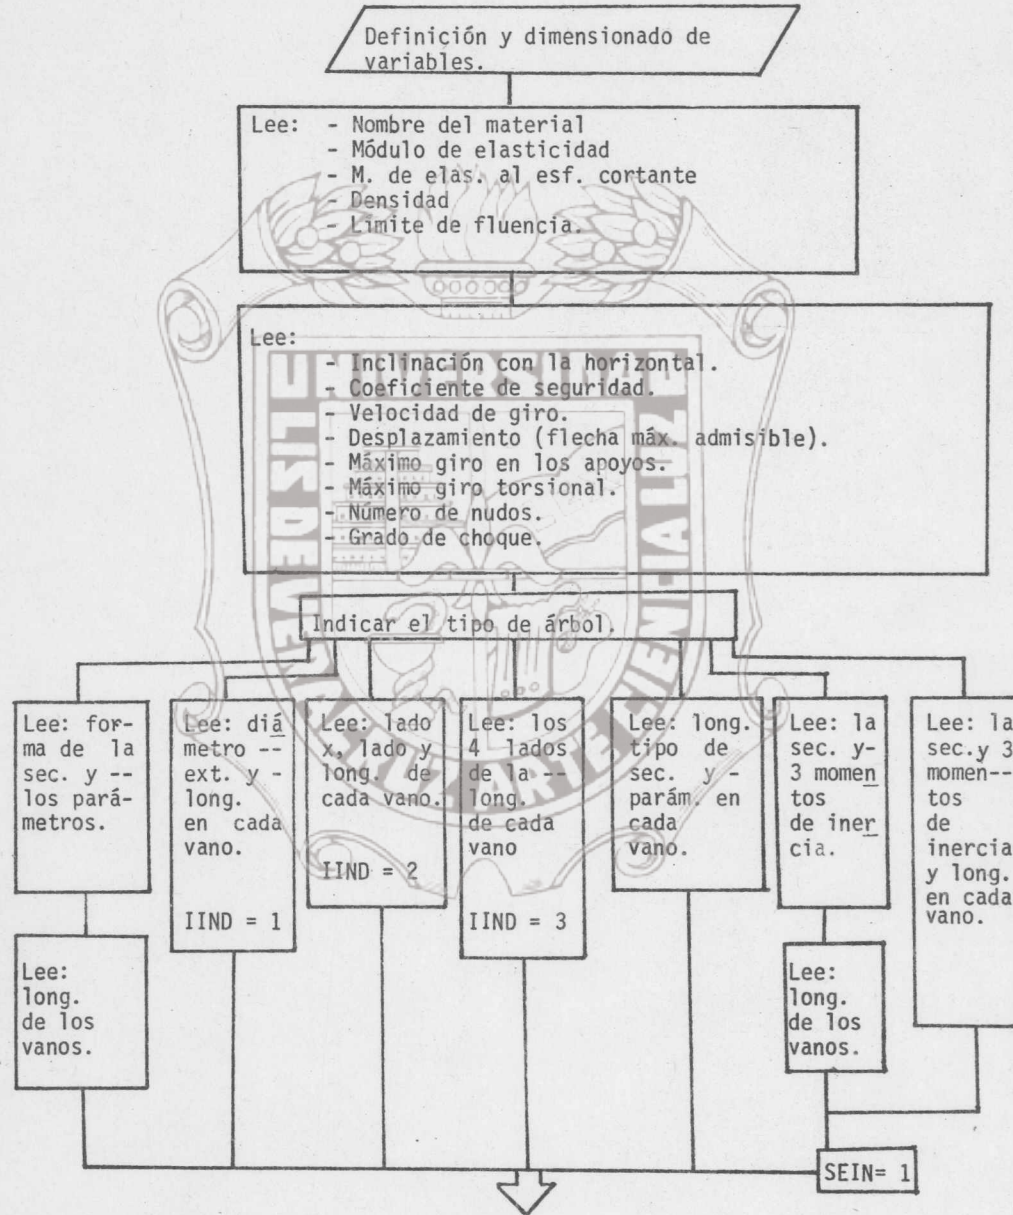 Definición y dimensionado de
variables.
Lee: - Nombre del material
- Módulo de elasticidad
- M. de elas. al esf. cortante
- Densidad
- Limite de fluencia.
Lee:
- Inclinación con la horizontal.
- Coeficiente de seguridad.
- Velocidad de giro.
- Desplazamiento (flecha máx. admisible).
- Máximo giro en los apoyos.
- Máximo giro torsional.
- Número de nudos.
- Grado de choque.
Indicar el tipo de árbol.
Lee: for-
ma de la
sec. y --
los pará-
metros.
Lee:
long.
de los
vanos.
Lee: diá
metro --
ext. y -
long.
en cada
vano.
IIND = 1
Lee: lado
x, lado y
long. de
cada vano.
IIND = 2
Lee: los
4 lados
de la --
long.
de cada
vano
IIND = 3
Lee: long.
tipo de
sec. y -
parám. en
cada
vano.
Lee: la
sec. y-
3 momen
tos
de iner
cia.
Lee:
long.
de los
vanos.
Lee: la
sec.y 3
momen--
tos
de
inercia
y long.
en cada
vano.
SEIN= 1